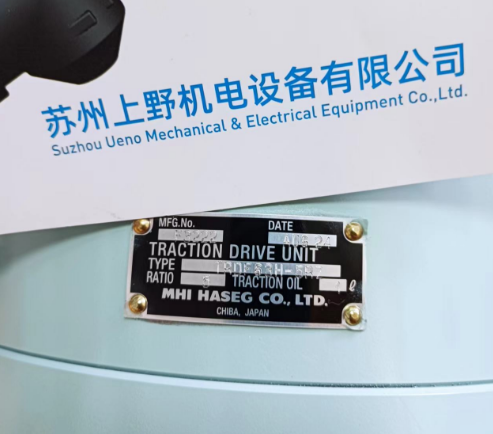 苏州上野机电设备有限公司
Suzhou Ueno Mechanical & Electrical Equipment Co.,Ltd.
MFG.No. DATE
TRACTION DRIVE UNIT
TYPE
RATIO 5 TRACTION OIL ℓ
MHI HASEG CO., LTD.
CHIBA, JAPAN